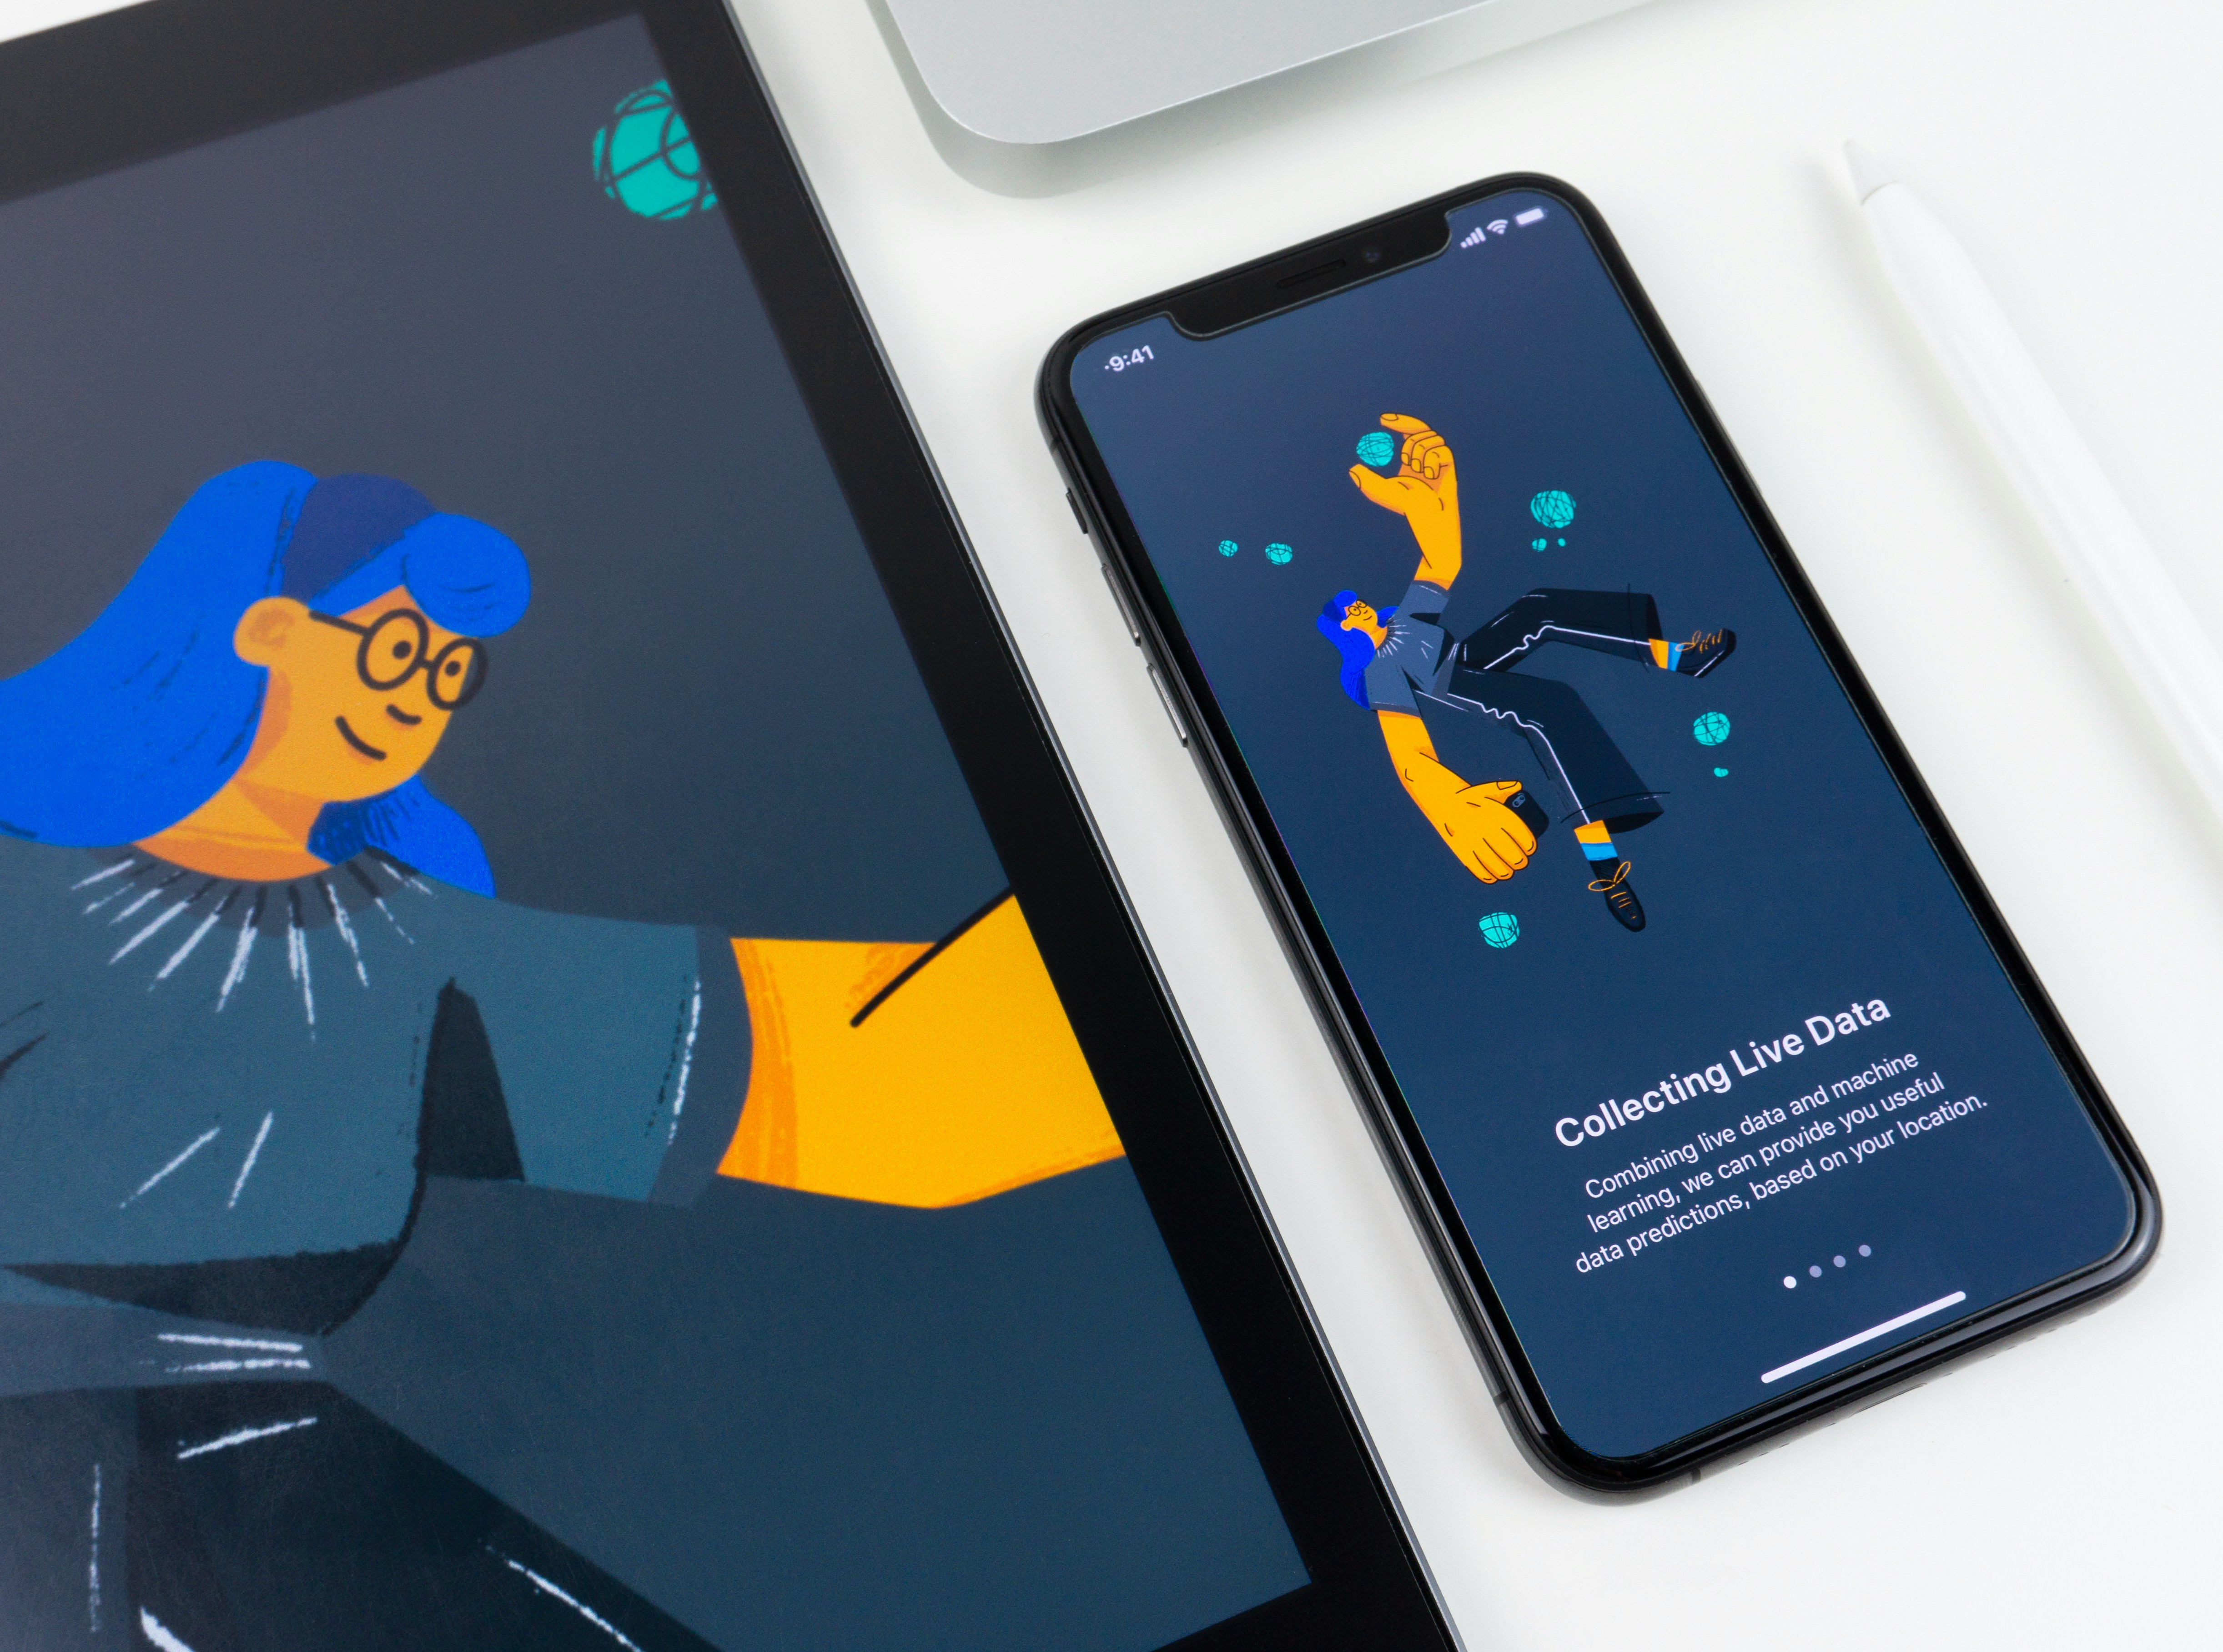 9:41
Collecting Live Data
Combining live data and machine
learning, we can provide you useful
data predictions, based on your location.